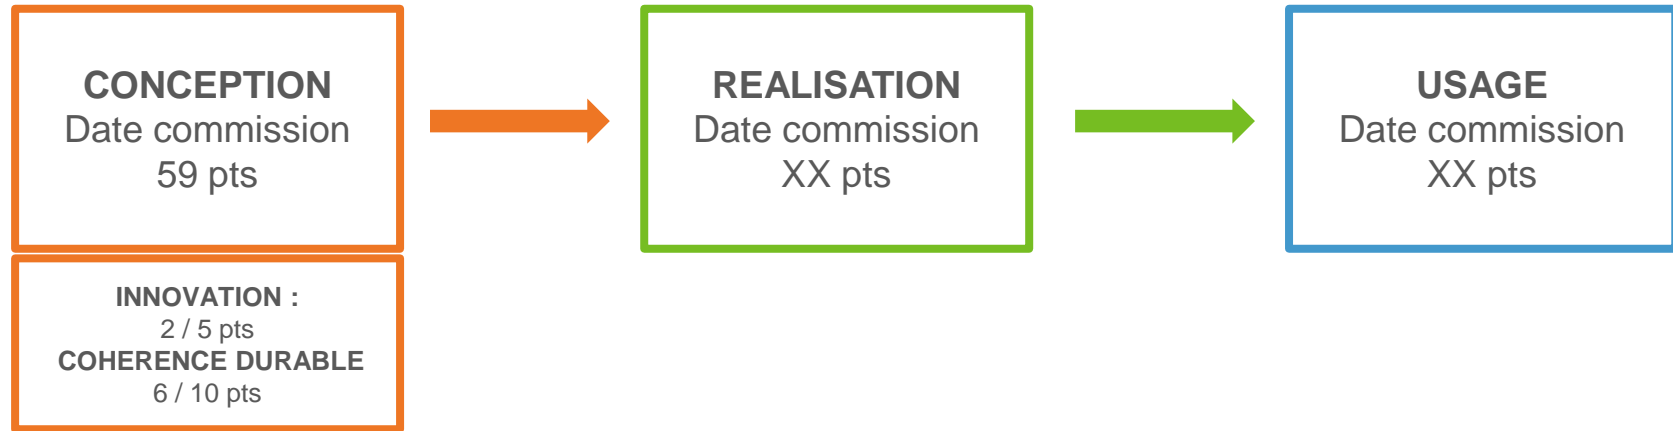 CONCEPTION
Date commission
59 pts
INNOVATION :
2 / 5 pts
COHERENCE DURABLE
6 / 10 pts
REALISATION
Date commission
XX pts
USAGE
Date commission
XX pts